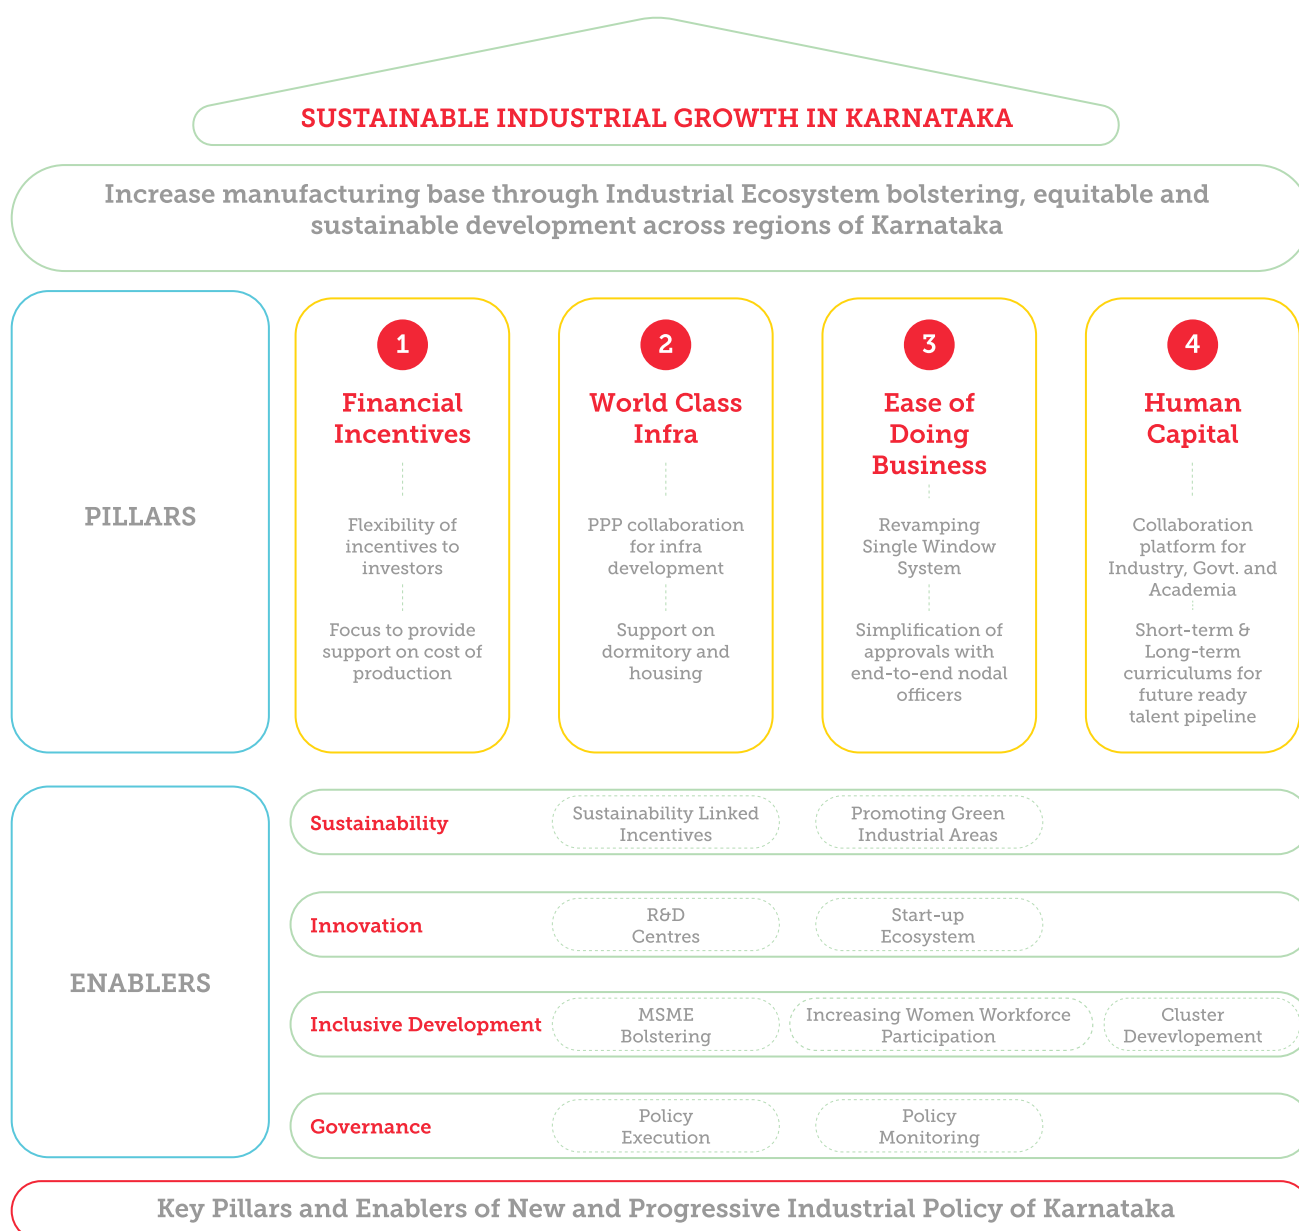 SUSTAINABLE INDUSTRIAL GROWTH IN KARNATAKA
Increase manufacturing base through Industrial Ecosystem bolstering, equitable and
sustainable development across regions of Karnataka
PILLARS
1
Financial
Incentives
Flexibility of
incentives to
investors
Focus to provide
support on cost of
production
2
World Class
Infra
PPP collaboration
for infra
development
Support on
dormitory and
housing
3
Ease of
Doing
Business
Revamping
Single Window
System
Simplification of
approvals with
end-to-end nodal
officers
4
Human
Capital
Collaboration
platform for
Industry, Govt. and
Academia
Short-term &
Long-term
curriculums for
future ready
talent pipeline
ENABLERS
Sustainability
Sustainability Linked
Incentives
Promoting Green
Industrial Areas
Innovation
R&D
Centres
Start-up
Ecosystem
Inclusive Development
MSME
Bolstering
Increasing Women Workforce
Participation
Cluster
Devevlopement
Governance
Policy
Execution
Policy
Monitoring
Key Pillars and Enablers of New and Progressive Industrial Policy of Karnataka